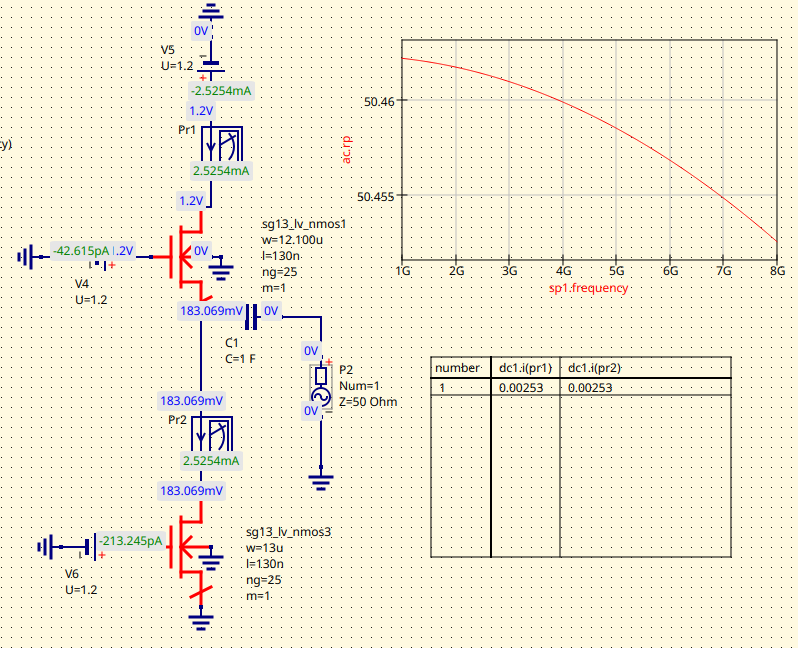 0V
V5
U=1.2
-2.5254mA
1.2V
Pr1
2.5254mA
1.2V
cy)
sg13_lv_nmos1
w=12.100u
l=130n
ng=25
m=1
-42.615pA
.2V
0V
V4
U=1.2
183.069mV
0V
C1
C=1 F
0V
P2
Num=1
Z=50 Ohm
0V
183.069mV
Pr2
2.5254mA
183.069mV
sg13_lv_nmos3
w=13u
l=130n
ng=25
m=1
-213.245pA
V6
U=1.2
ac.rp
50.46
50.455
1G 2G 3G 4G 5G 6G 7G 8G
sp1.frequency
number dc1.i(pr1) dc1.i(pr2)
1 0.00253 0.00253